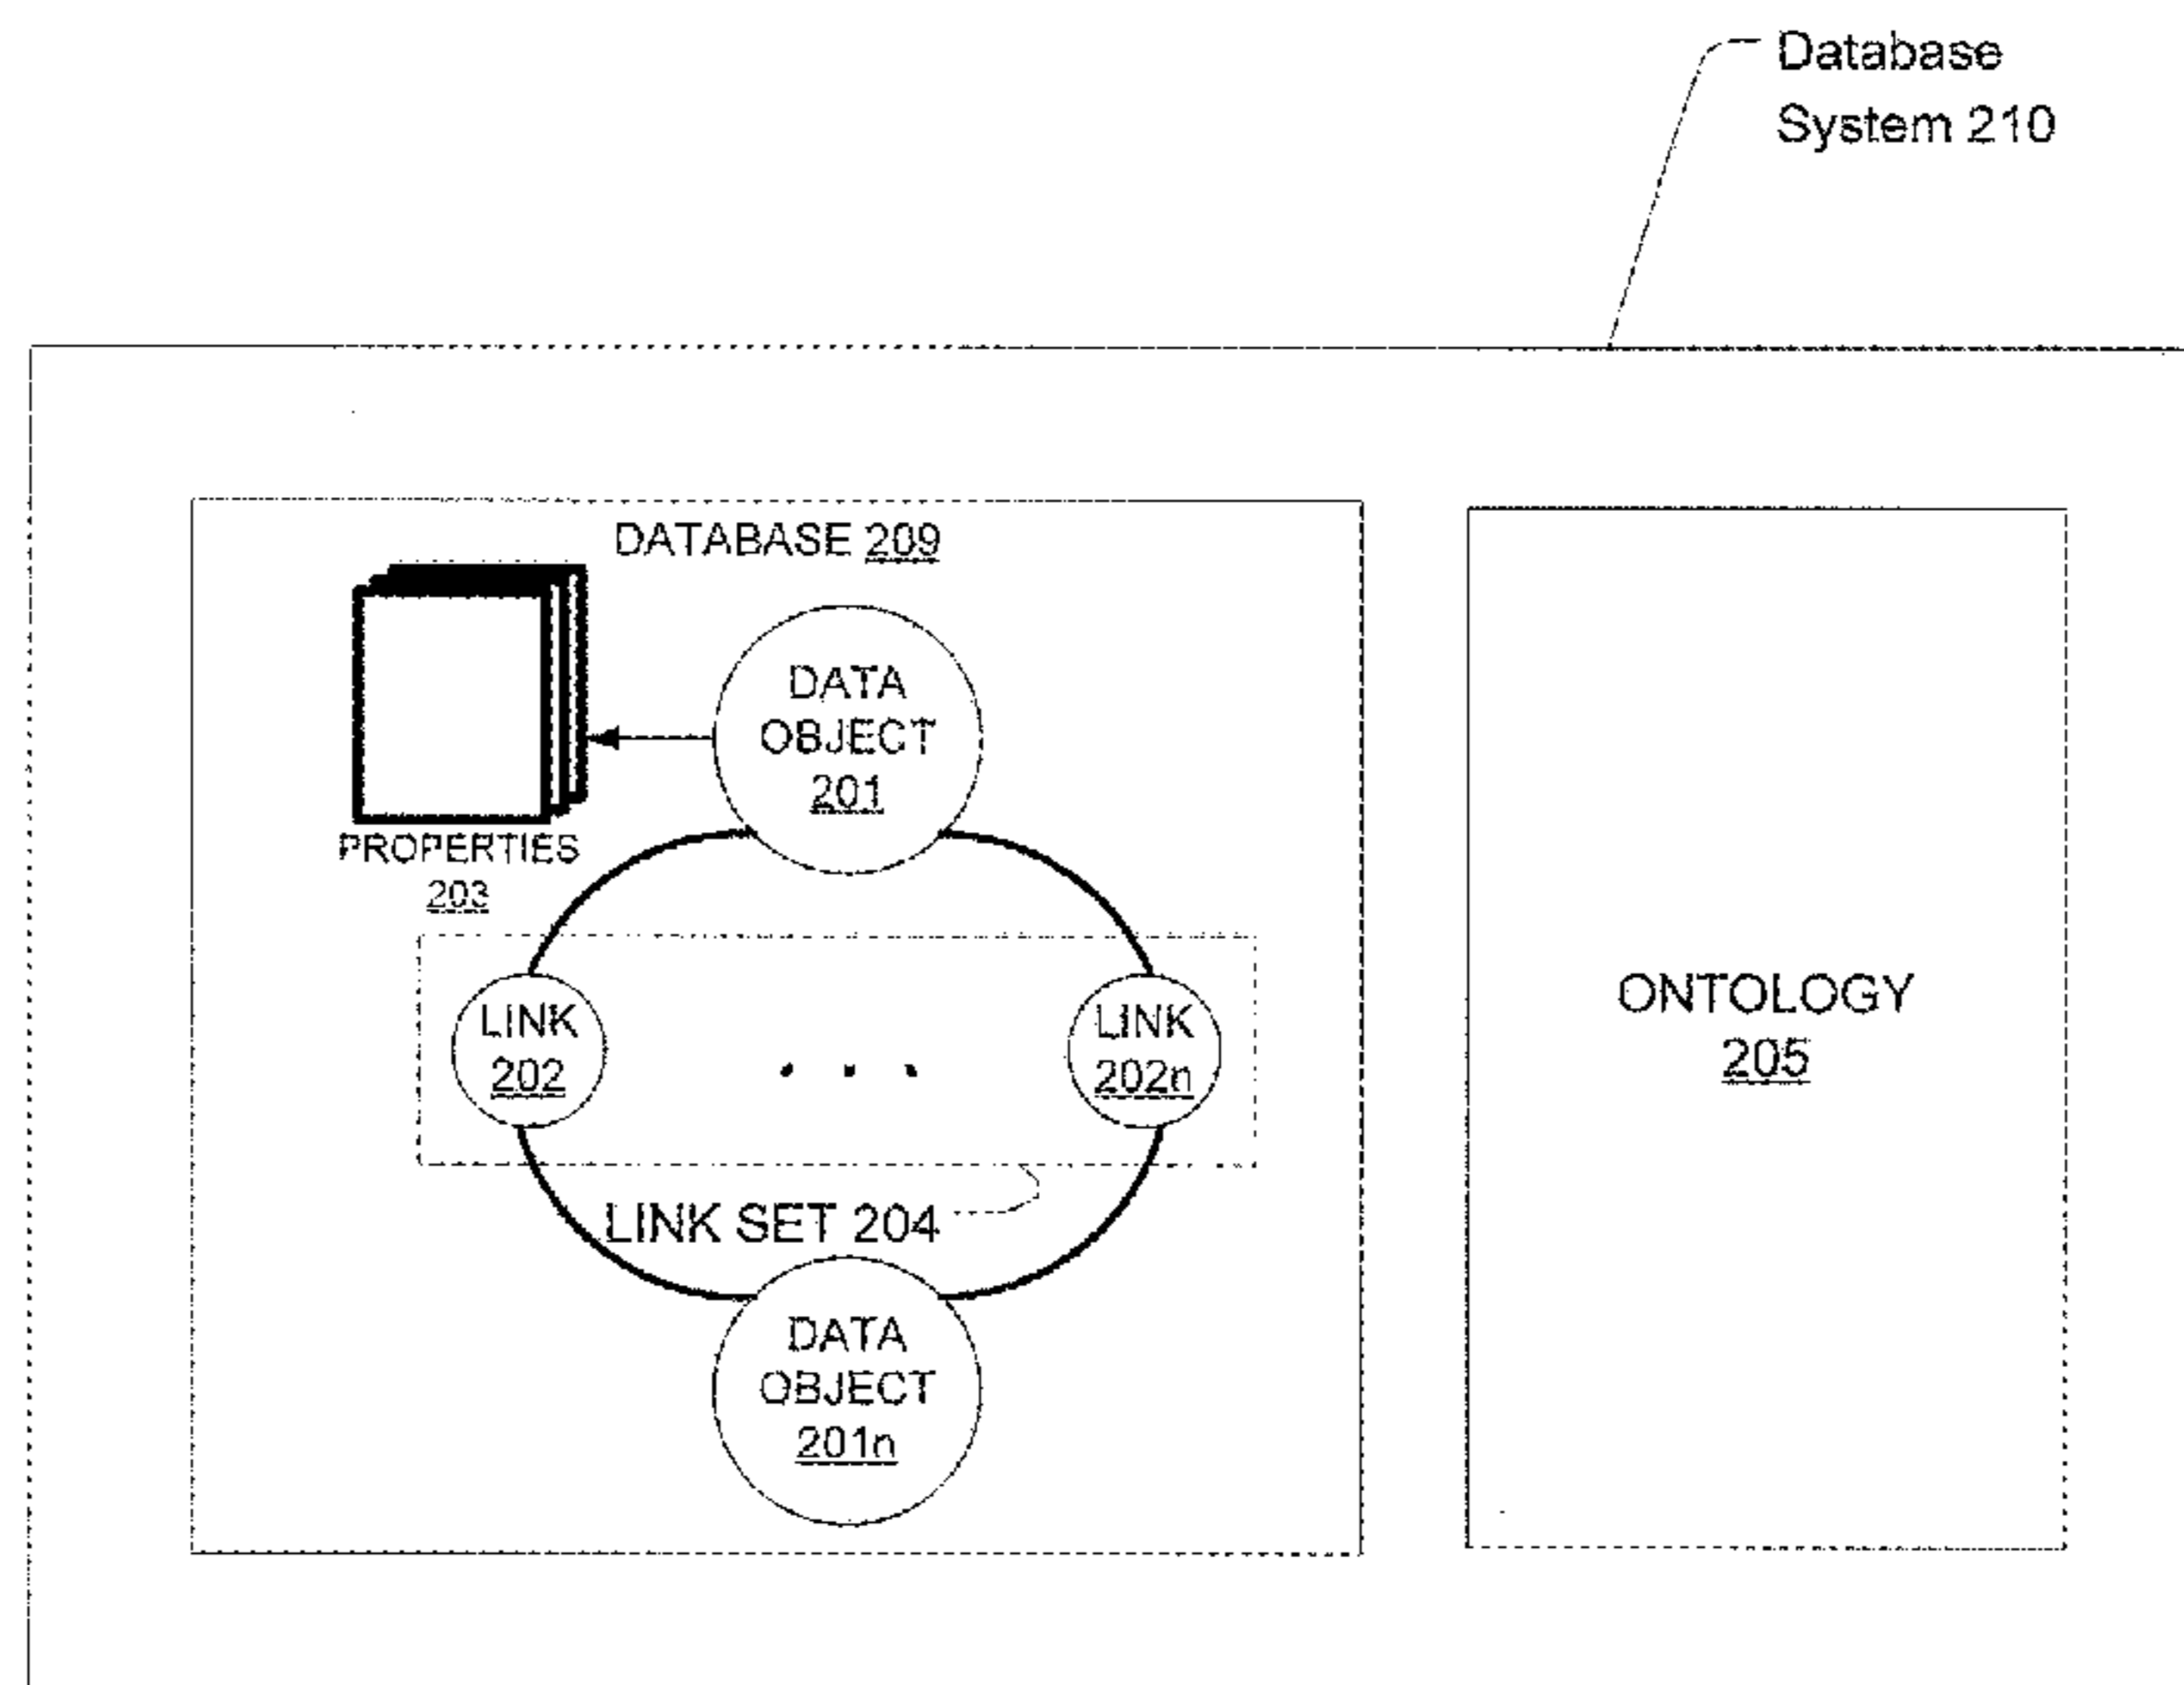 Database
System 210
DATABASE 209
DATA
OBJECT
201
PROPERTIES
203
LINK
202
. . .
LINK
202n
LINK SET 204
DATA
OBJECT
201n
ONTOLOGY
205